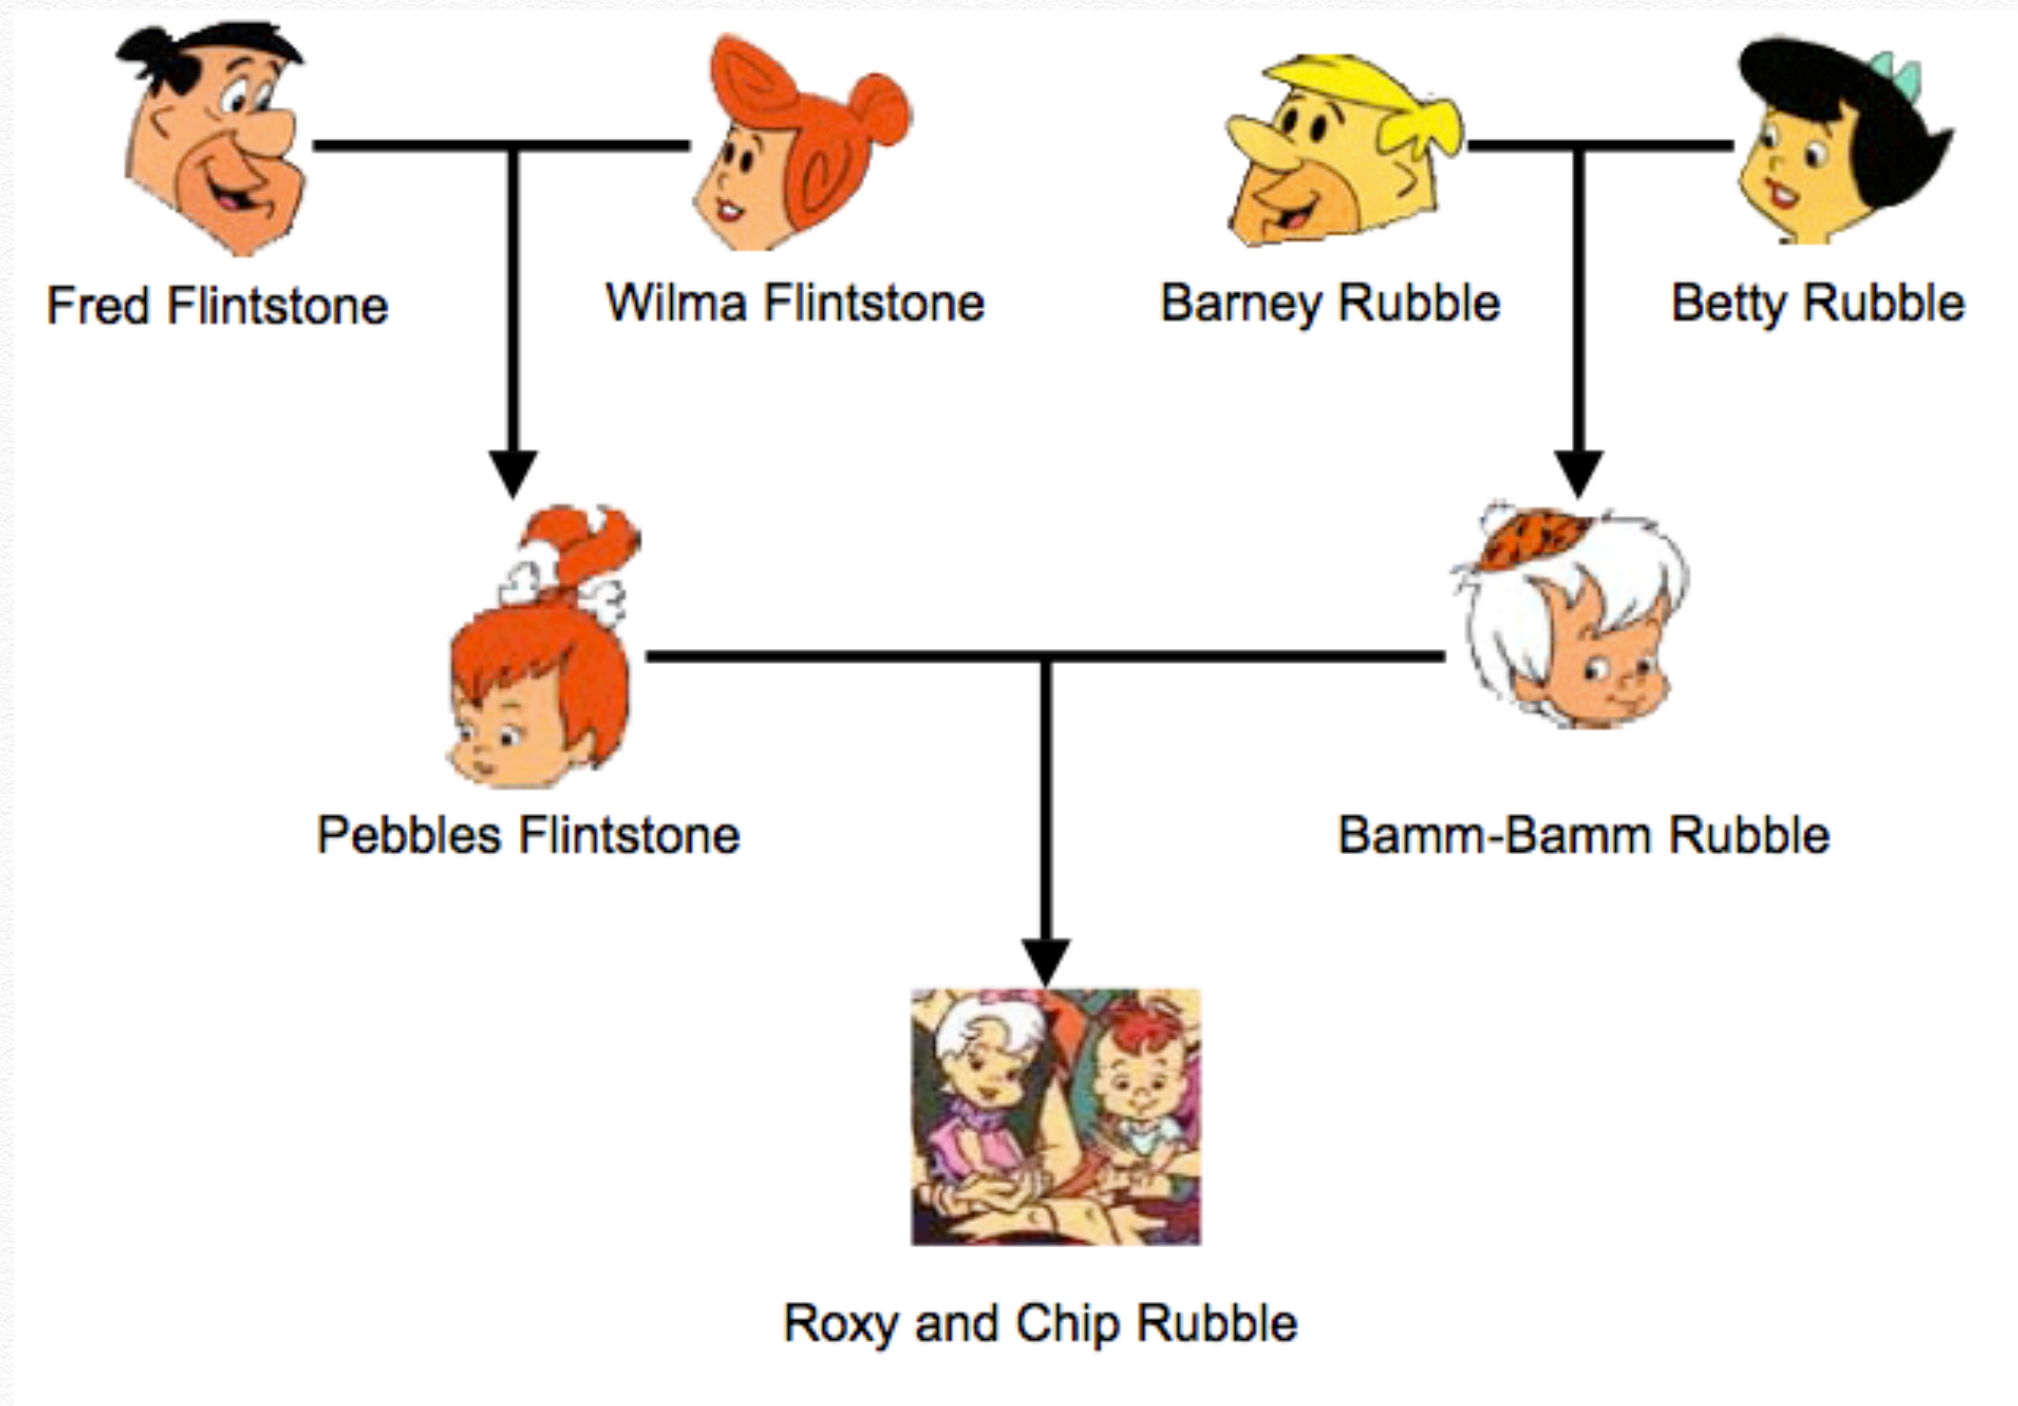 Fred Flintstone
Wilma Flintstone
Barney Rubble
Betty Rubble
Pebbles Flintstone
Bamm-Bamm Rubble
Roxy and Chip Rubble